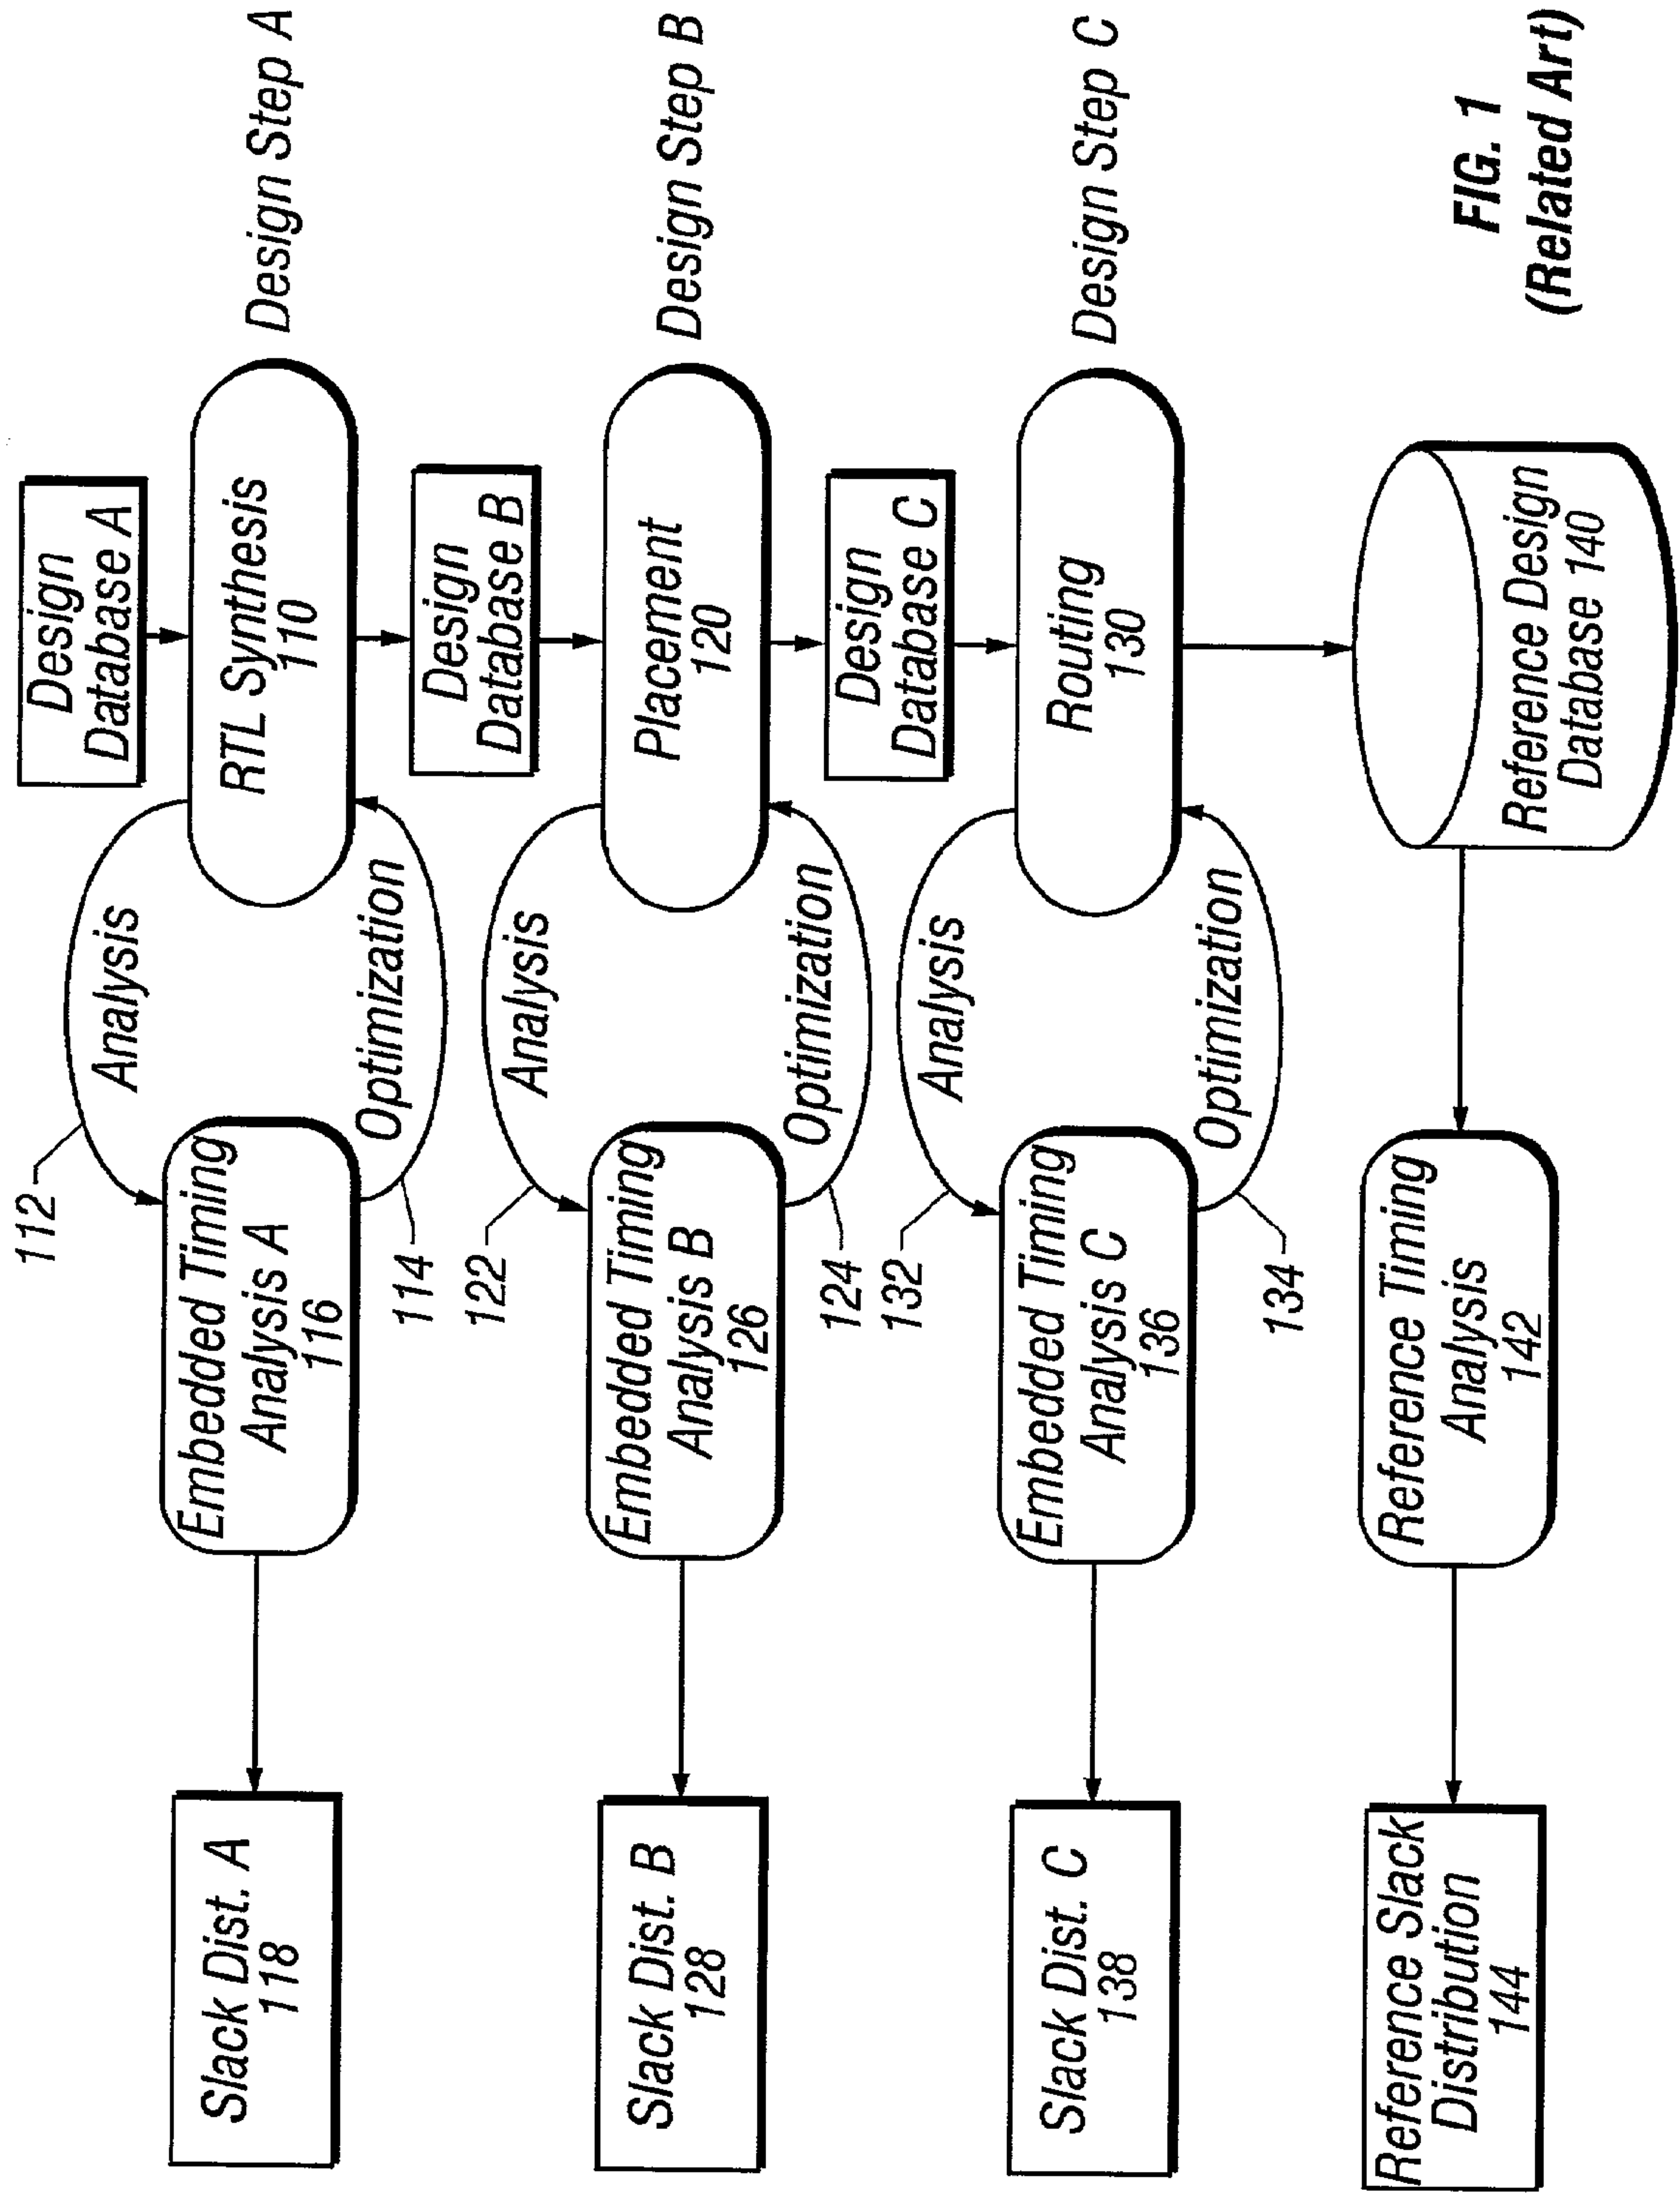 Design
Database A
112
Analysis
Slack Dist. A
118
Embedded Timing
Analysis A
116
RTL Synthesis
110
Design Step A
114
Optimization
Design
Database B
122
Analysis
Slack Dist. B
128
Embedded Timing
Analysis B
126
Placement
120
Design Step B
124
Optimization
Design
Database C
132
Analysis
Slack Dist. C
138
Embedded Timing
Analysis C
136
Routing
130
Design Step C
134
Optimization
Reference Slack
Distribution
144
Reference Timing
Analysis
142
Reference Design
Database 140
FIG. 1
(Related Art)